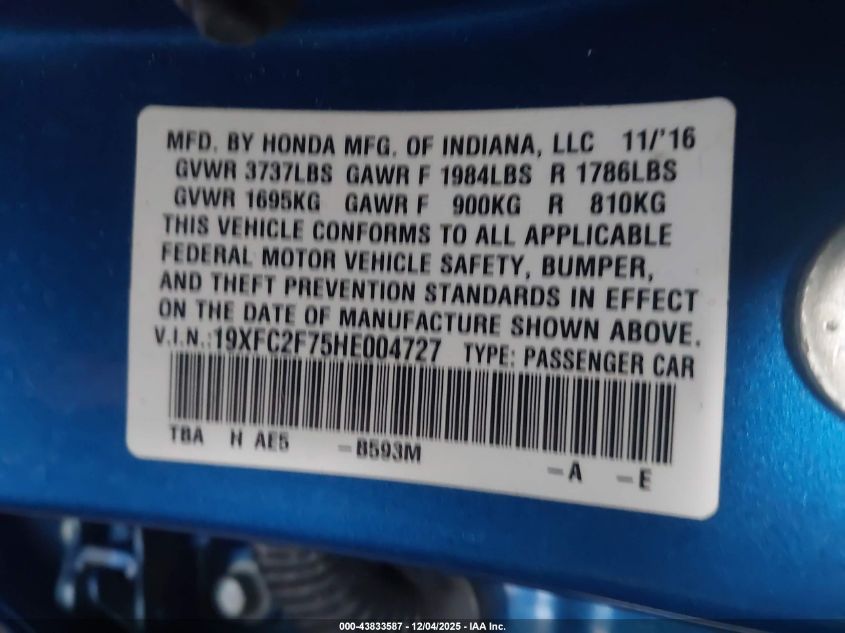 MFD. BY HONDA MFG. OF INDIANA, LLC 11/'16
GVWR 3737LBS GAWR F 1984LBS R 1786LBS
GVWR 1695KG GAWR F 900KG R 810KG
THIS VEHICLE CONFORMS TO ALL APPLICABLE
FEDERAL MOTOR VEHICLE SAFETY, BUMPER,
AND THEFT PREVENTION STANDARDS IN EFFECT
ON THE DATE OF MANUFACTURE SHOWN ABOVE.
V.I.N.:19XFC2F75HE004727 TYPE: PASSENGER CAR
TBA H AE5 -B593M -A -E
000-43833587 - 12/04/2025 - IAA Inc.